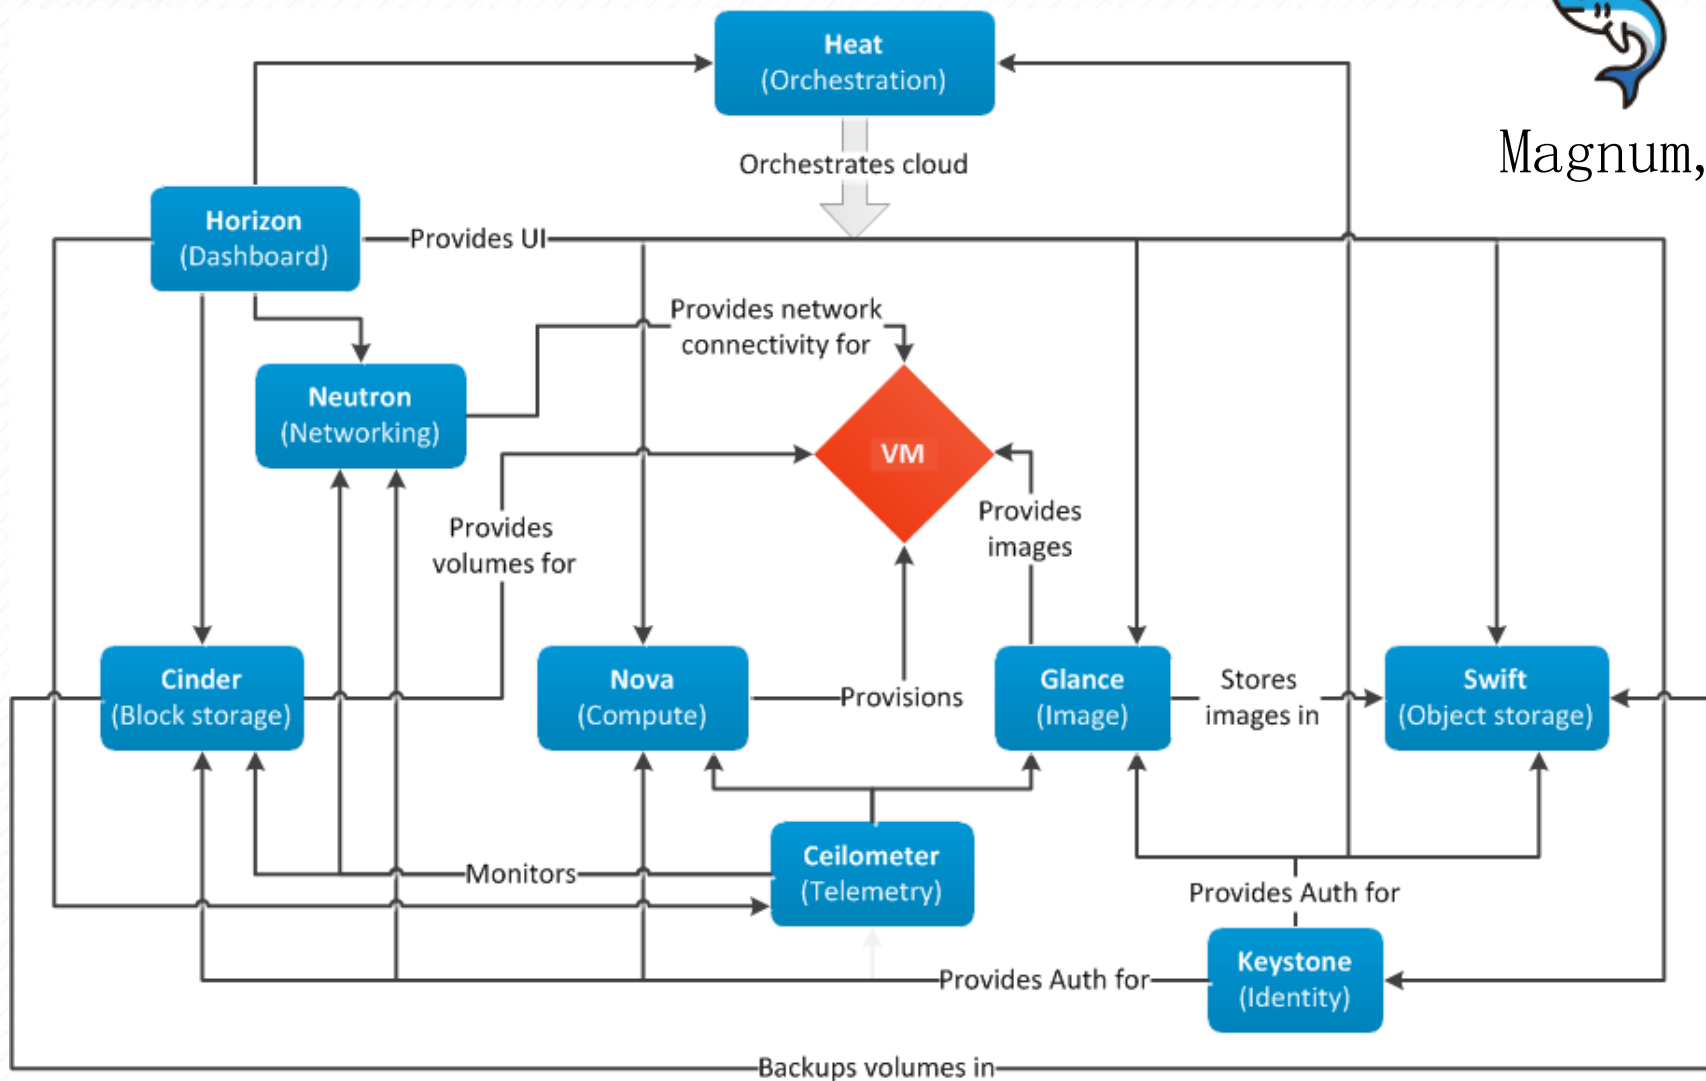 Heat
(Orchestration)
Magnum,
Orchestrates cloud
Horizon
(Dashboard)
Provides UI
Provides network
connectivity for
Neutron
(Networking)
VM
Provides
images
Provides
volumes for
Cinder
(Block storage)
Nova
(Compute)
Provisions
Glance
(Image)
Stores
images in
Swift
(Object storage)
Ceilometer
(Telemetry)
Monitors
Provides Auth for
Keystone
(Identity)
Provides Auth for
Backups volumes in